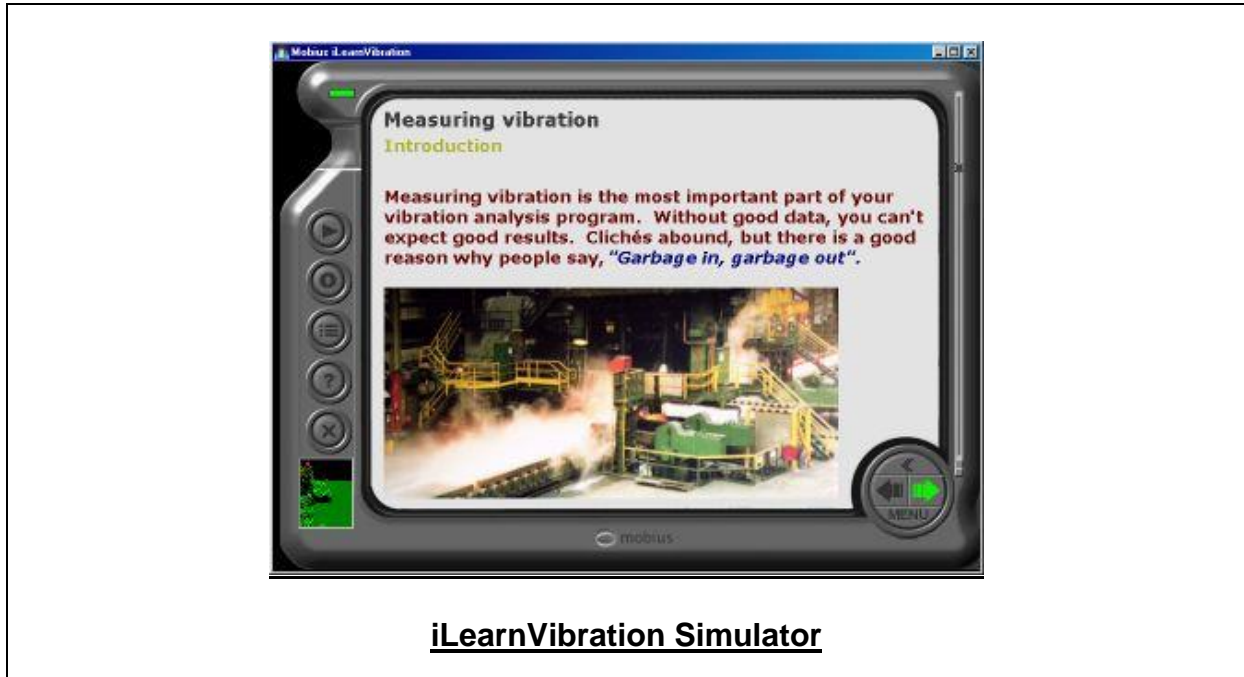 Mobius iLearnVibration
Measuring vibration
Introduction
Measuring vibration is the most important part of your
vibration analysis program.  Without good data, you can't
expect good results.  Clichés abound, but there is a good
reason why people say, "Garbage in, garbage out".
MENU
mobius
iLearnVibration Simulator